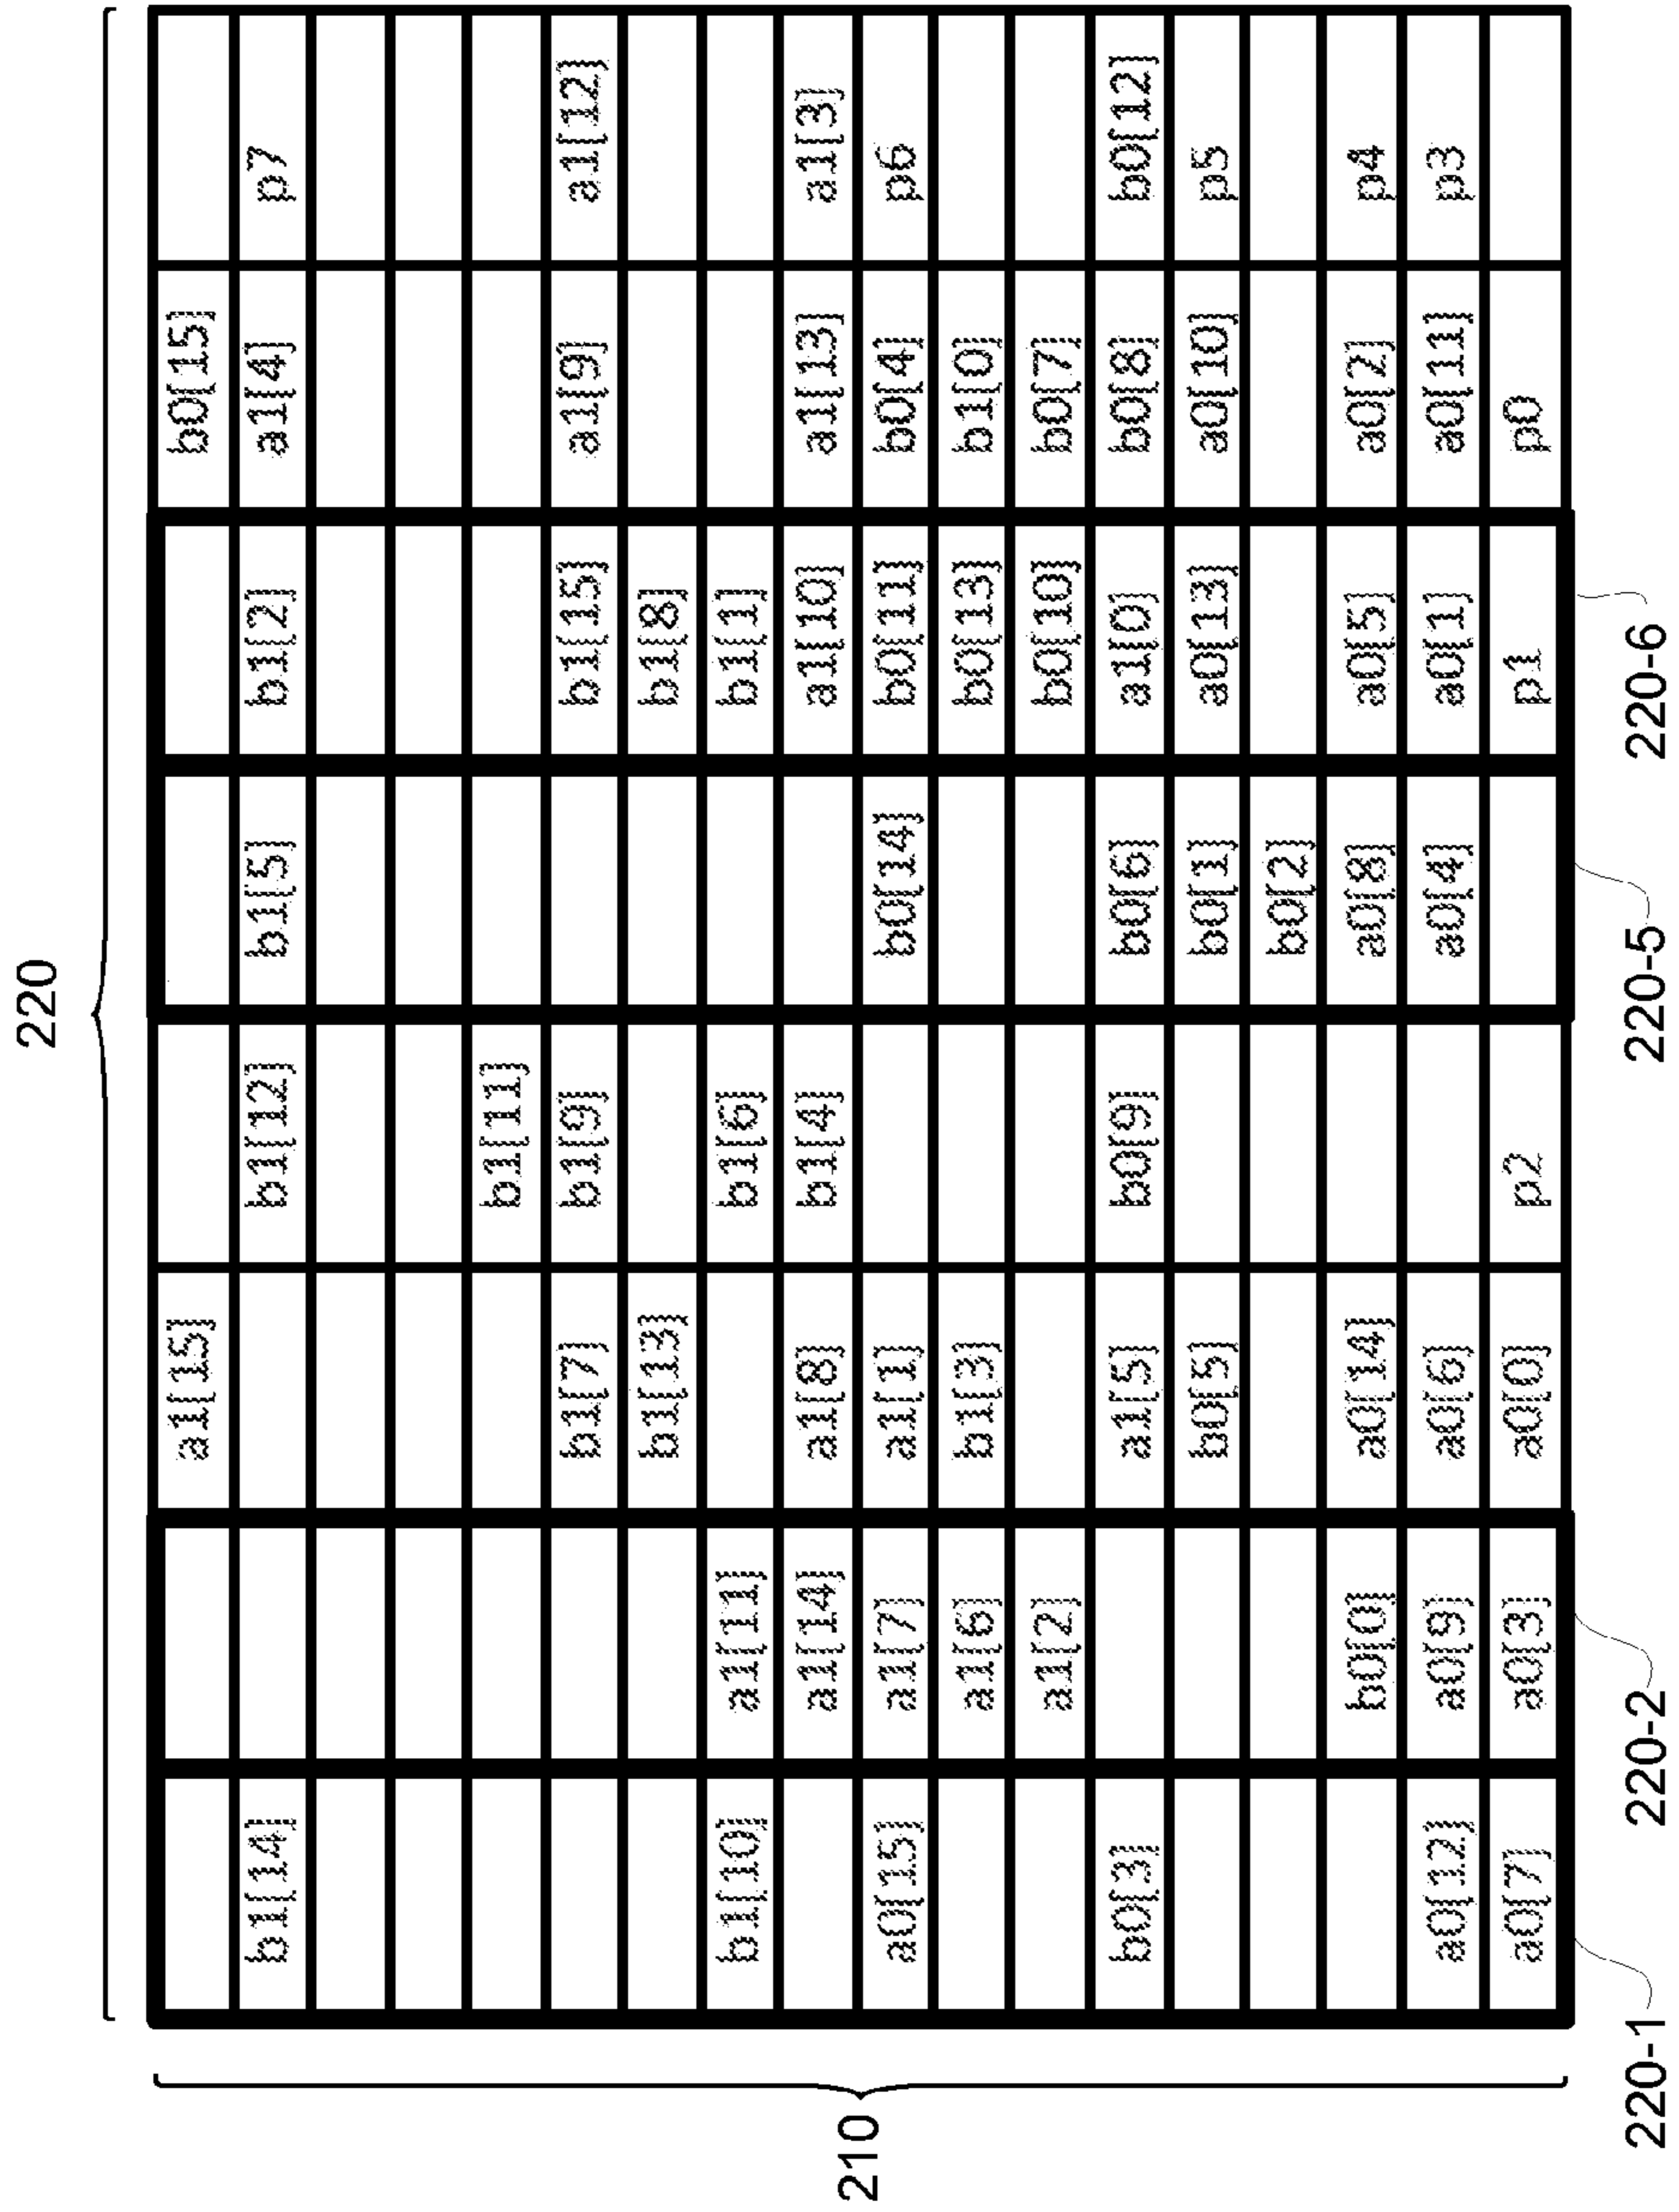 220
a1[15] b0[15]
b1[14] b1[12] b1[5] b1[2] a1[4] p7
b1[11]
b1[7] b1[9] b1[15] a1[9] a1[12]
b1[13] b1[8]
b1[10] a1[11] b1[6] b1[1]
a1[14] a1[8] b1[4] a1[10] a1[13] a1[3]
210
a0[15] a1[7] a1[1] b0[14] b0[11] b0[4] p6
a1[6] b1[3] b0[13] b1[0]
a1[2] b0[10] b0[7]
b0[3] a1[5] b0[9] b0[6] a1[0] b0[8] b0[12]
b0[5] b0[1] a0[13] a0[10] p5
b0[2]
b0[0] a0[14] a0[8] a0[5] a0[2] p4
a0[12] a0[9] a0[6] a0[4] a0[1] a0[11] p3
a0[7] a0[3] a0[0] p2 p1 p0
220-1 220-2 220-5 220-6